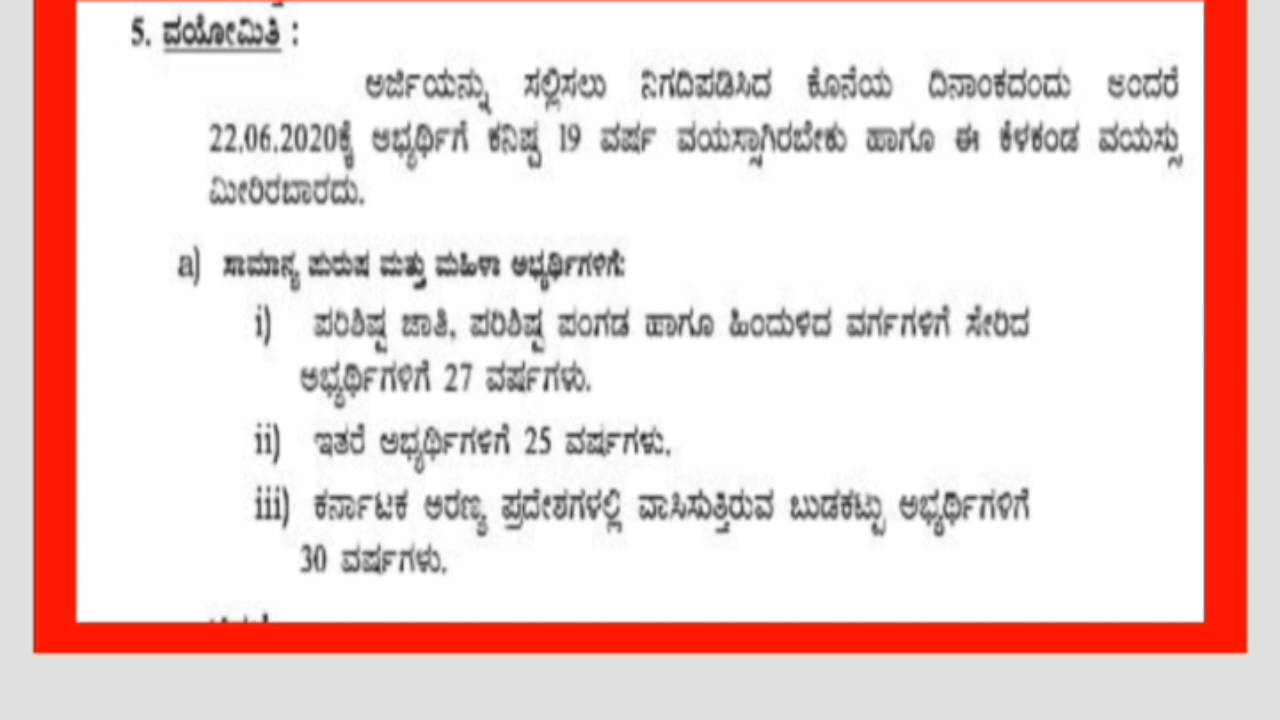 5. ವಯೋಮಿತಿ :
ಅರ್ಜಿಯನ್ನು ಸಲ್ಲಿಸಲು ನಿಗದಿಪಡಿಸಿದ ಕೊನೆಯ ದಿನಾಂಕದಂದು ಅಂದರೆ
22.06.2020ಕ್ಕೆ ಅಭ್ಯರ್ಥಿಗೆ ಕನಿಷ್ಟ 19 ವರ್ಷ ವಯಸ್ಸಾಗಿರಬೇಕು ಹಾಗೂ ಈ ಕೆಳಕಂಡ ವಯಸ್ಸು
ಮೀರಿರಬಾರದು.
a) ಸಾಮಾನ್ಯ ಪುರುಷ ಮತ್ತು ಮಹಿಳಾ ಅಭ್ಯರ್ಥಿಗಳಿಗೆ:
i) ಪರಿಶಿಷ್ಟ ಜಾತಿ, ಪರಿಶಿಷ್ಟ ಪಂಗಡ ಹಾಗೂ ಹಿಂದುಳಿದ ವರ್ಗಗಳಿಗೆ ಸೇರಿದ
ಅಭ್ಯರ್ಥಿಗಳಿಗೆ 27 ವರ್ಷಗಳು.
ii) ಇತರೆ ಅಭ್ಯರ್ಥಿಗಳಿಗೆ 25 ವರ್ಷಗಳು.
iii) ಕರ್ನಾಟಕ ಅರಣ್ಯ ಪ್ರದೇಶಗಳಲ್ಲಿ ವಾಸಿಸುತ್ತಿರುವ ಬುಡಕಟ್ಟು ಅಭ್ಯರ್ಥಿಗಳಿಗೆ
30 ವರ್ಷಗಳು.